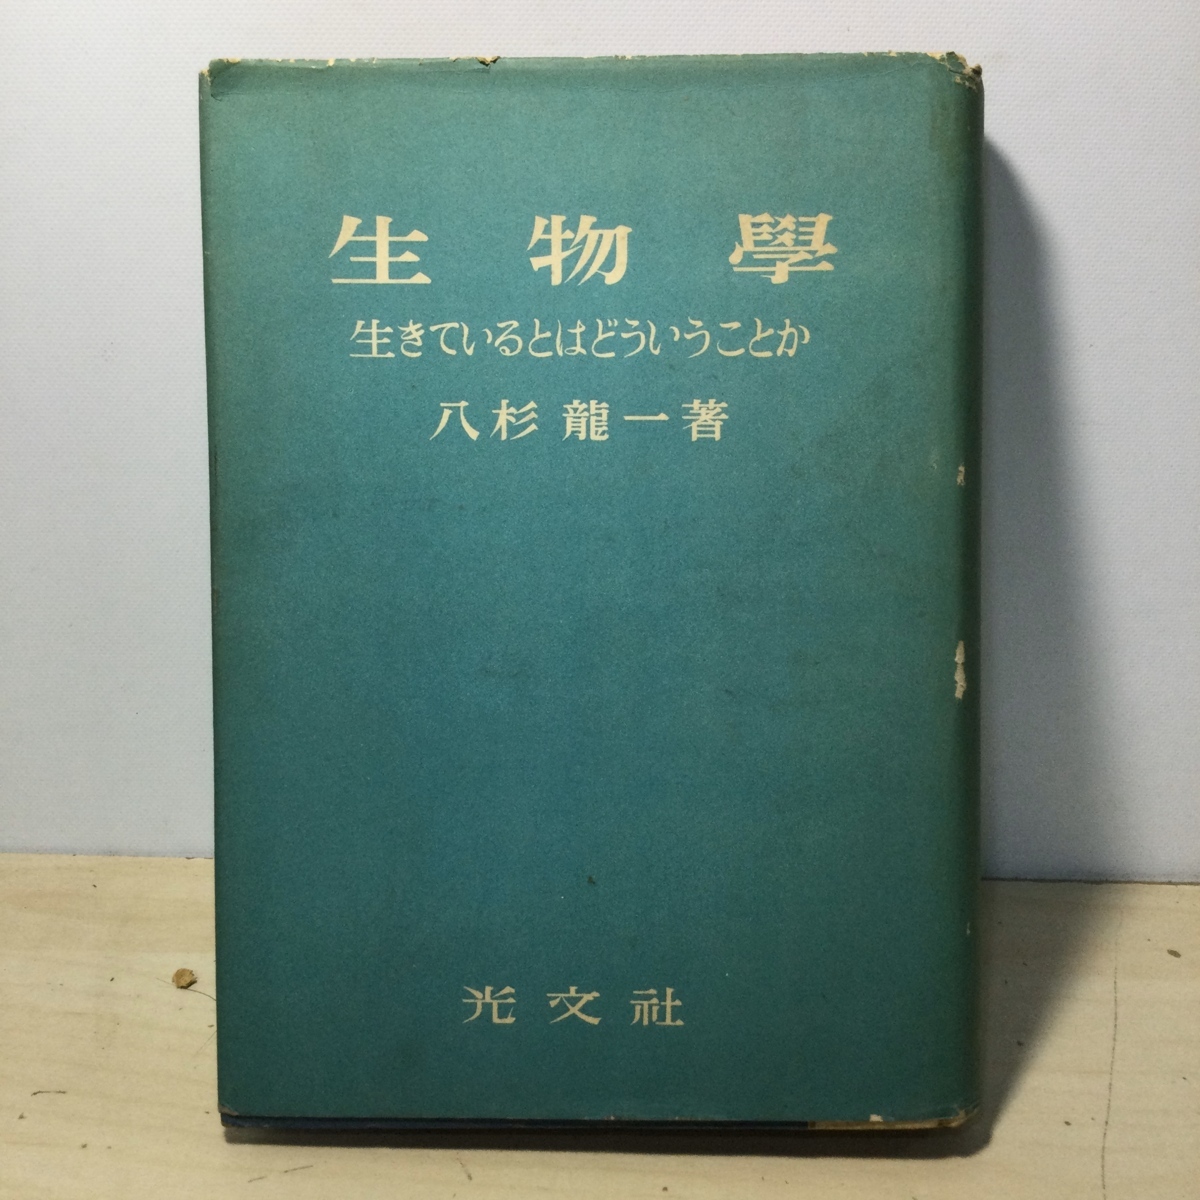 生物學
生きているとはどういうことか
八杉龍一著
光文社